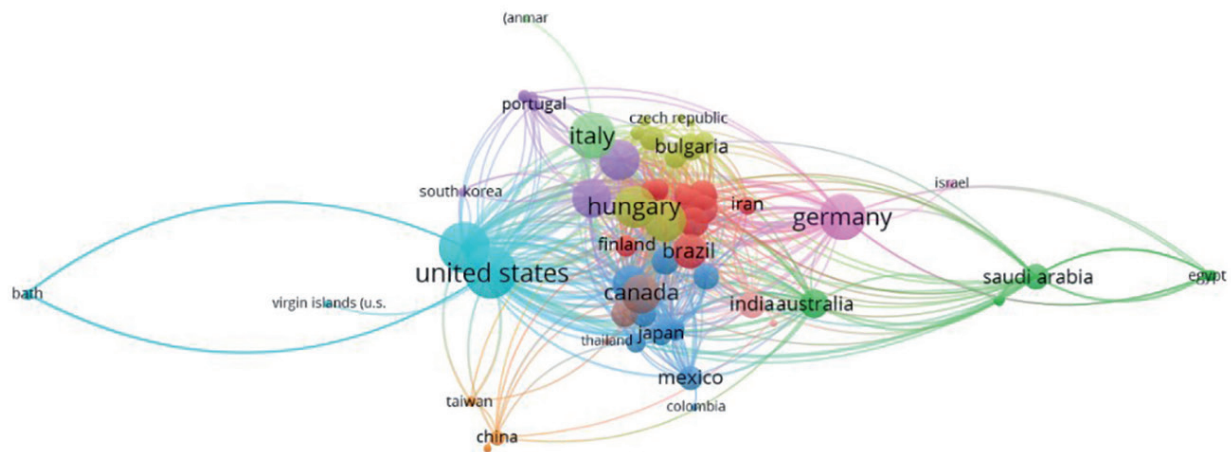 (anmar
portugal
czech republic
italy
bulgaria
south korea
israel
hungary
iran
germany
finland
brazil
united states
saudi arabia
egypt
bath
canada
virgin islands (u.s.
india
australia
japan
thailand
mexico
taiwan
colombia
china